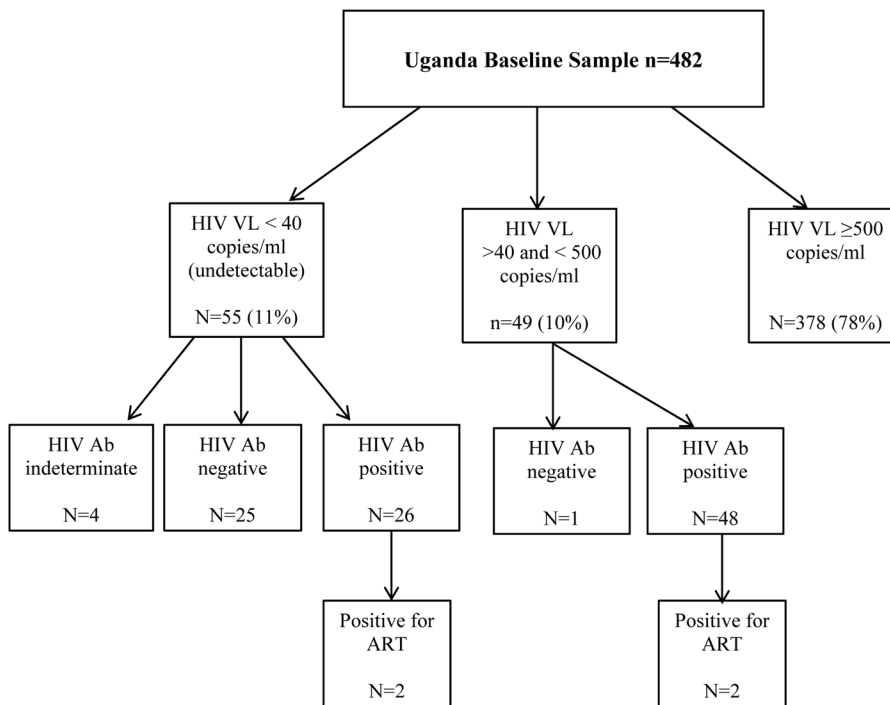 Uganda Baseline Sample n=482
HIV VL < 40
copies/ml
(undetectable)
N=55 (11%)
HIV VL
>40 and < 500
copies/ml
n=49 (10%)
HIV VL ≥500
copies/ml
N=378 (78%)
HIV Ab
indeterminate
N=4
HIV Ab
negative
N=25
HIV Ab
positive
N=26
HIV Ab
negative
N=1
HIV Ab
positive
N=48
Positive for
ART
N=2
Positive for
ART
N=2